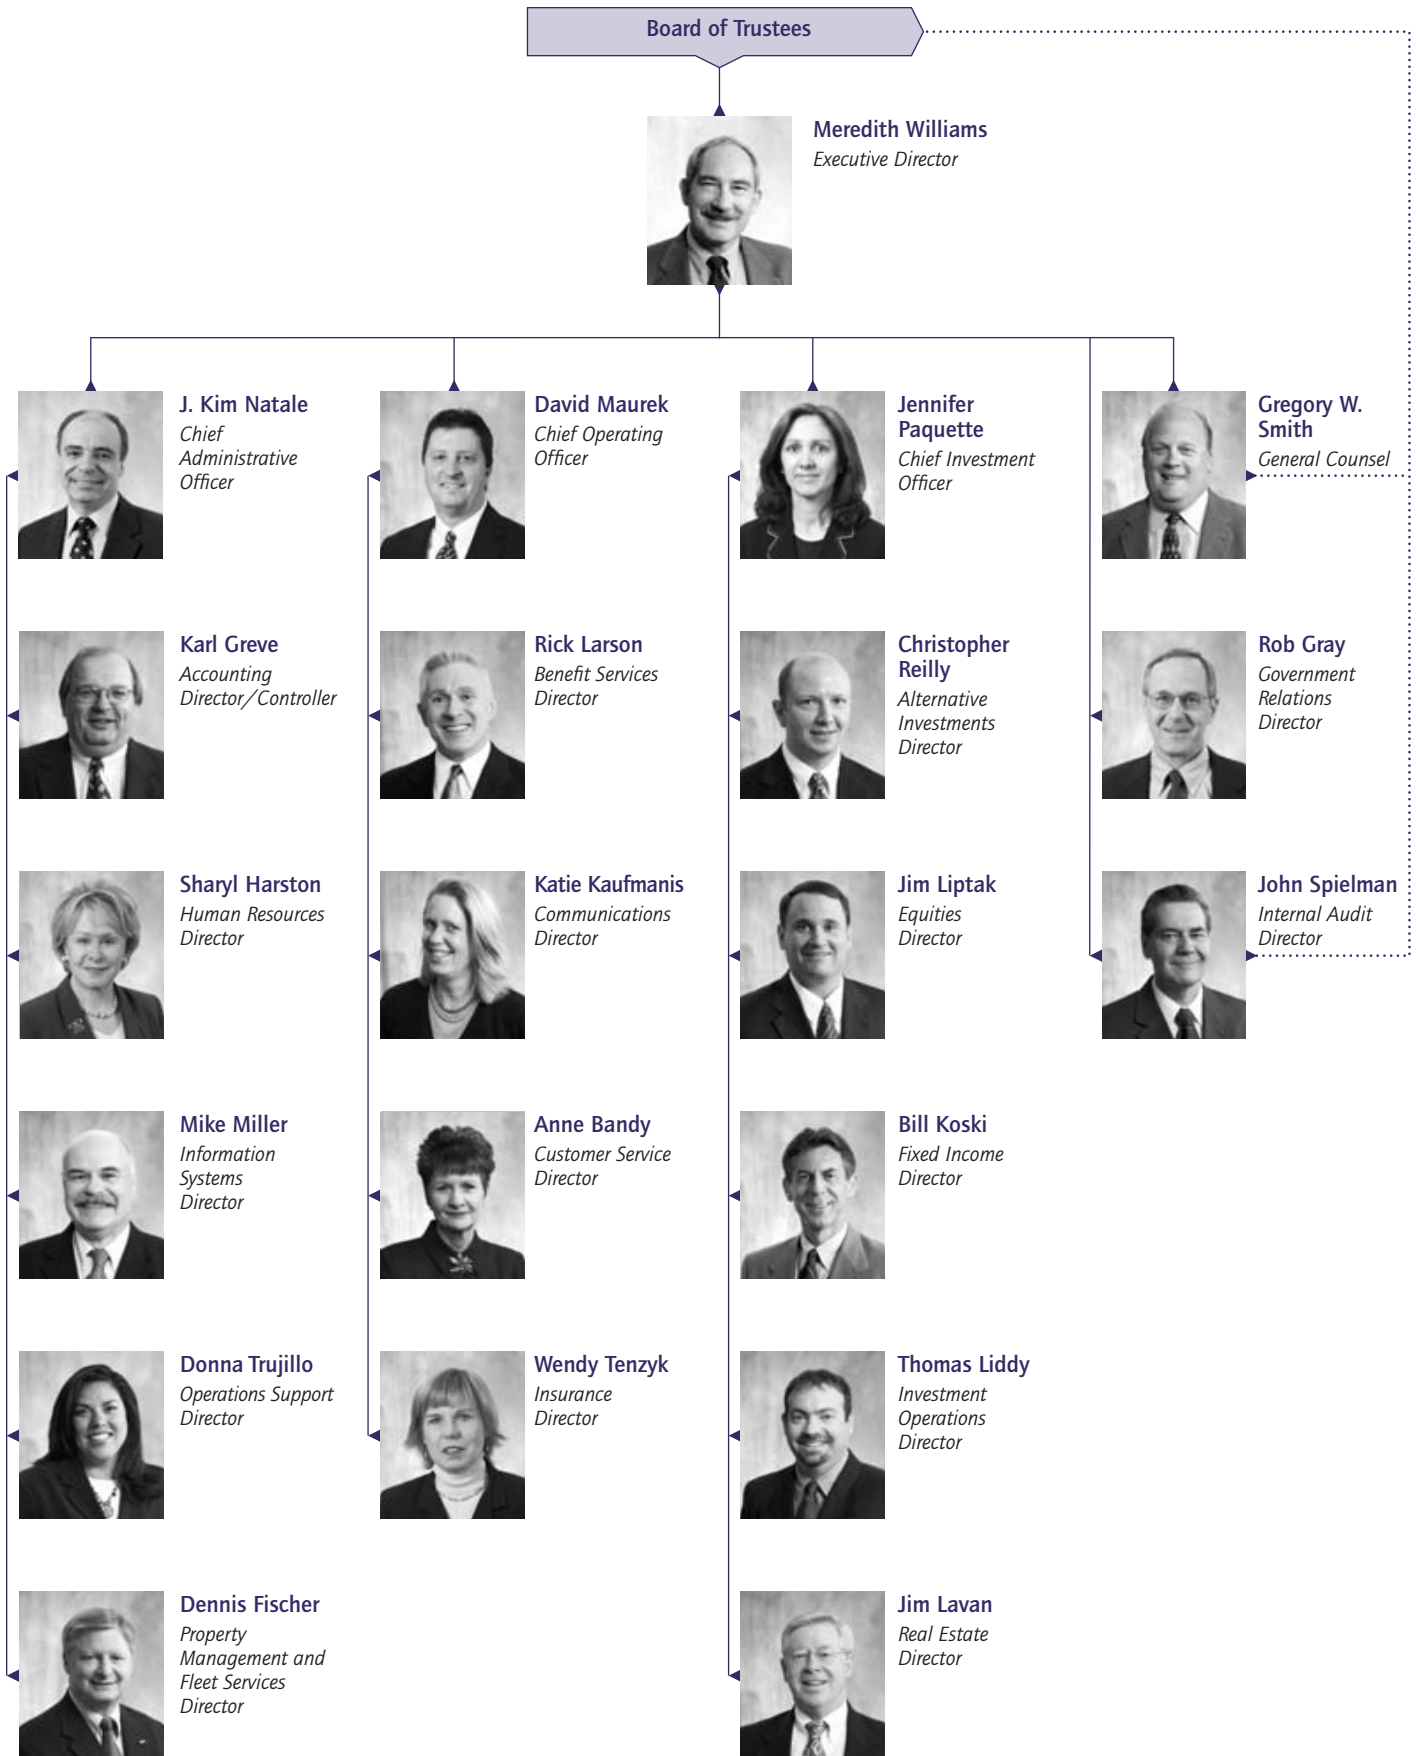 Board of Trustees
Meredith Williams
Executive Director
J. Kim Natale
Chief
Administrative
Officer
David Maurek
Chief Operating
Officer
Jennifer
Paquette
Chief Investment
Officer
Gregory W.
Smith
General Counsel
Karl Greve
Accounting
Director/Controller
Rick Larson
Benefit Services
Director
Christopher
Reilly
Alternative
Investments
Director
Rob Gray
Government
Relations
Director
Sharyl Harston
Human Resources
Director
Katie Kaufmanis
Communications
Director
Jim Liptak
Equities
Director
John Spielman
Internal Audit
Director
Mike Miller
Information
Systems
Director
Anne Bandy
Customer Service
Director
Bill Koski
Fixed Income
Director
Donna Trujillo
Operations Support
Director
Wendy Tenzyk
Insurance
Director
Thomas Liddy
Investment
Operations
Director
Dennis Fischer
Property
Management and
Fleet Services
Director
Jim Lavan
Real Estate
Director